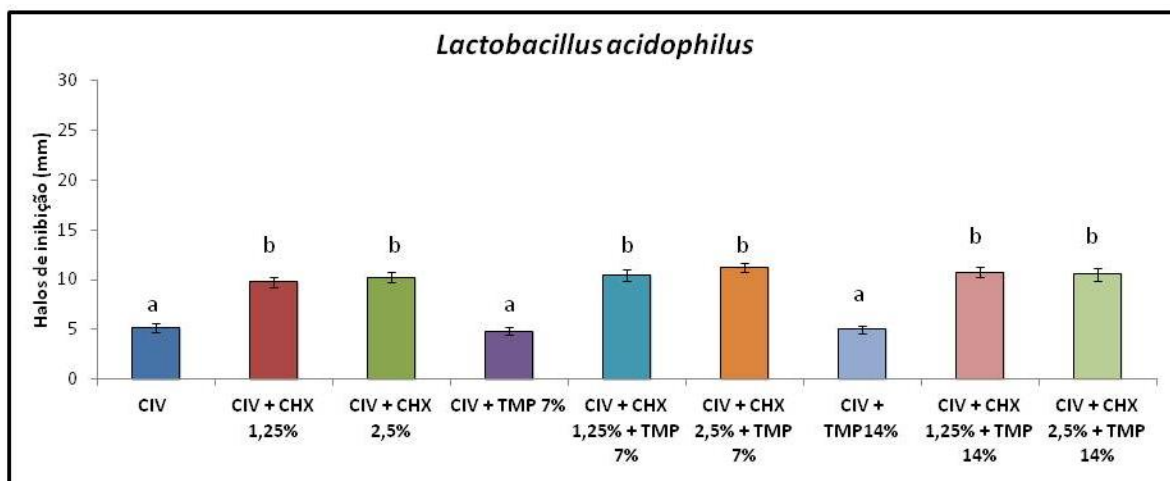 Lactobacillus acidophilus
Halos de inibição (mm)
30
25
20
15
10
5
0
a
b
b
a
b
b
a
b
b
CIV
CIV + CHX
1,25%
CIV + CHX
2,5%
CIV + TMP 7%
CIV + CHX
1,25% + TMP
7%
CIV + CHX
2,5% + TMP
7%
CIV +
TMP14%
CIV + CHX
1,25% + TMP
14%
CIV + CHX
2,5% + TMP
14%